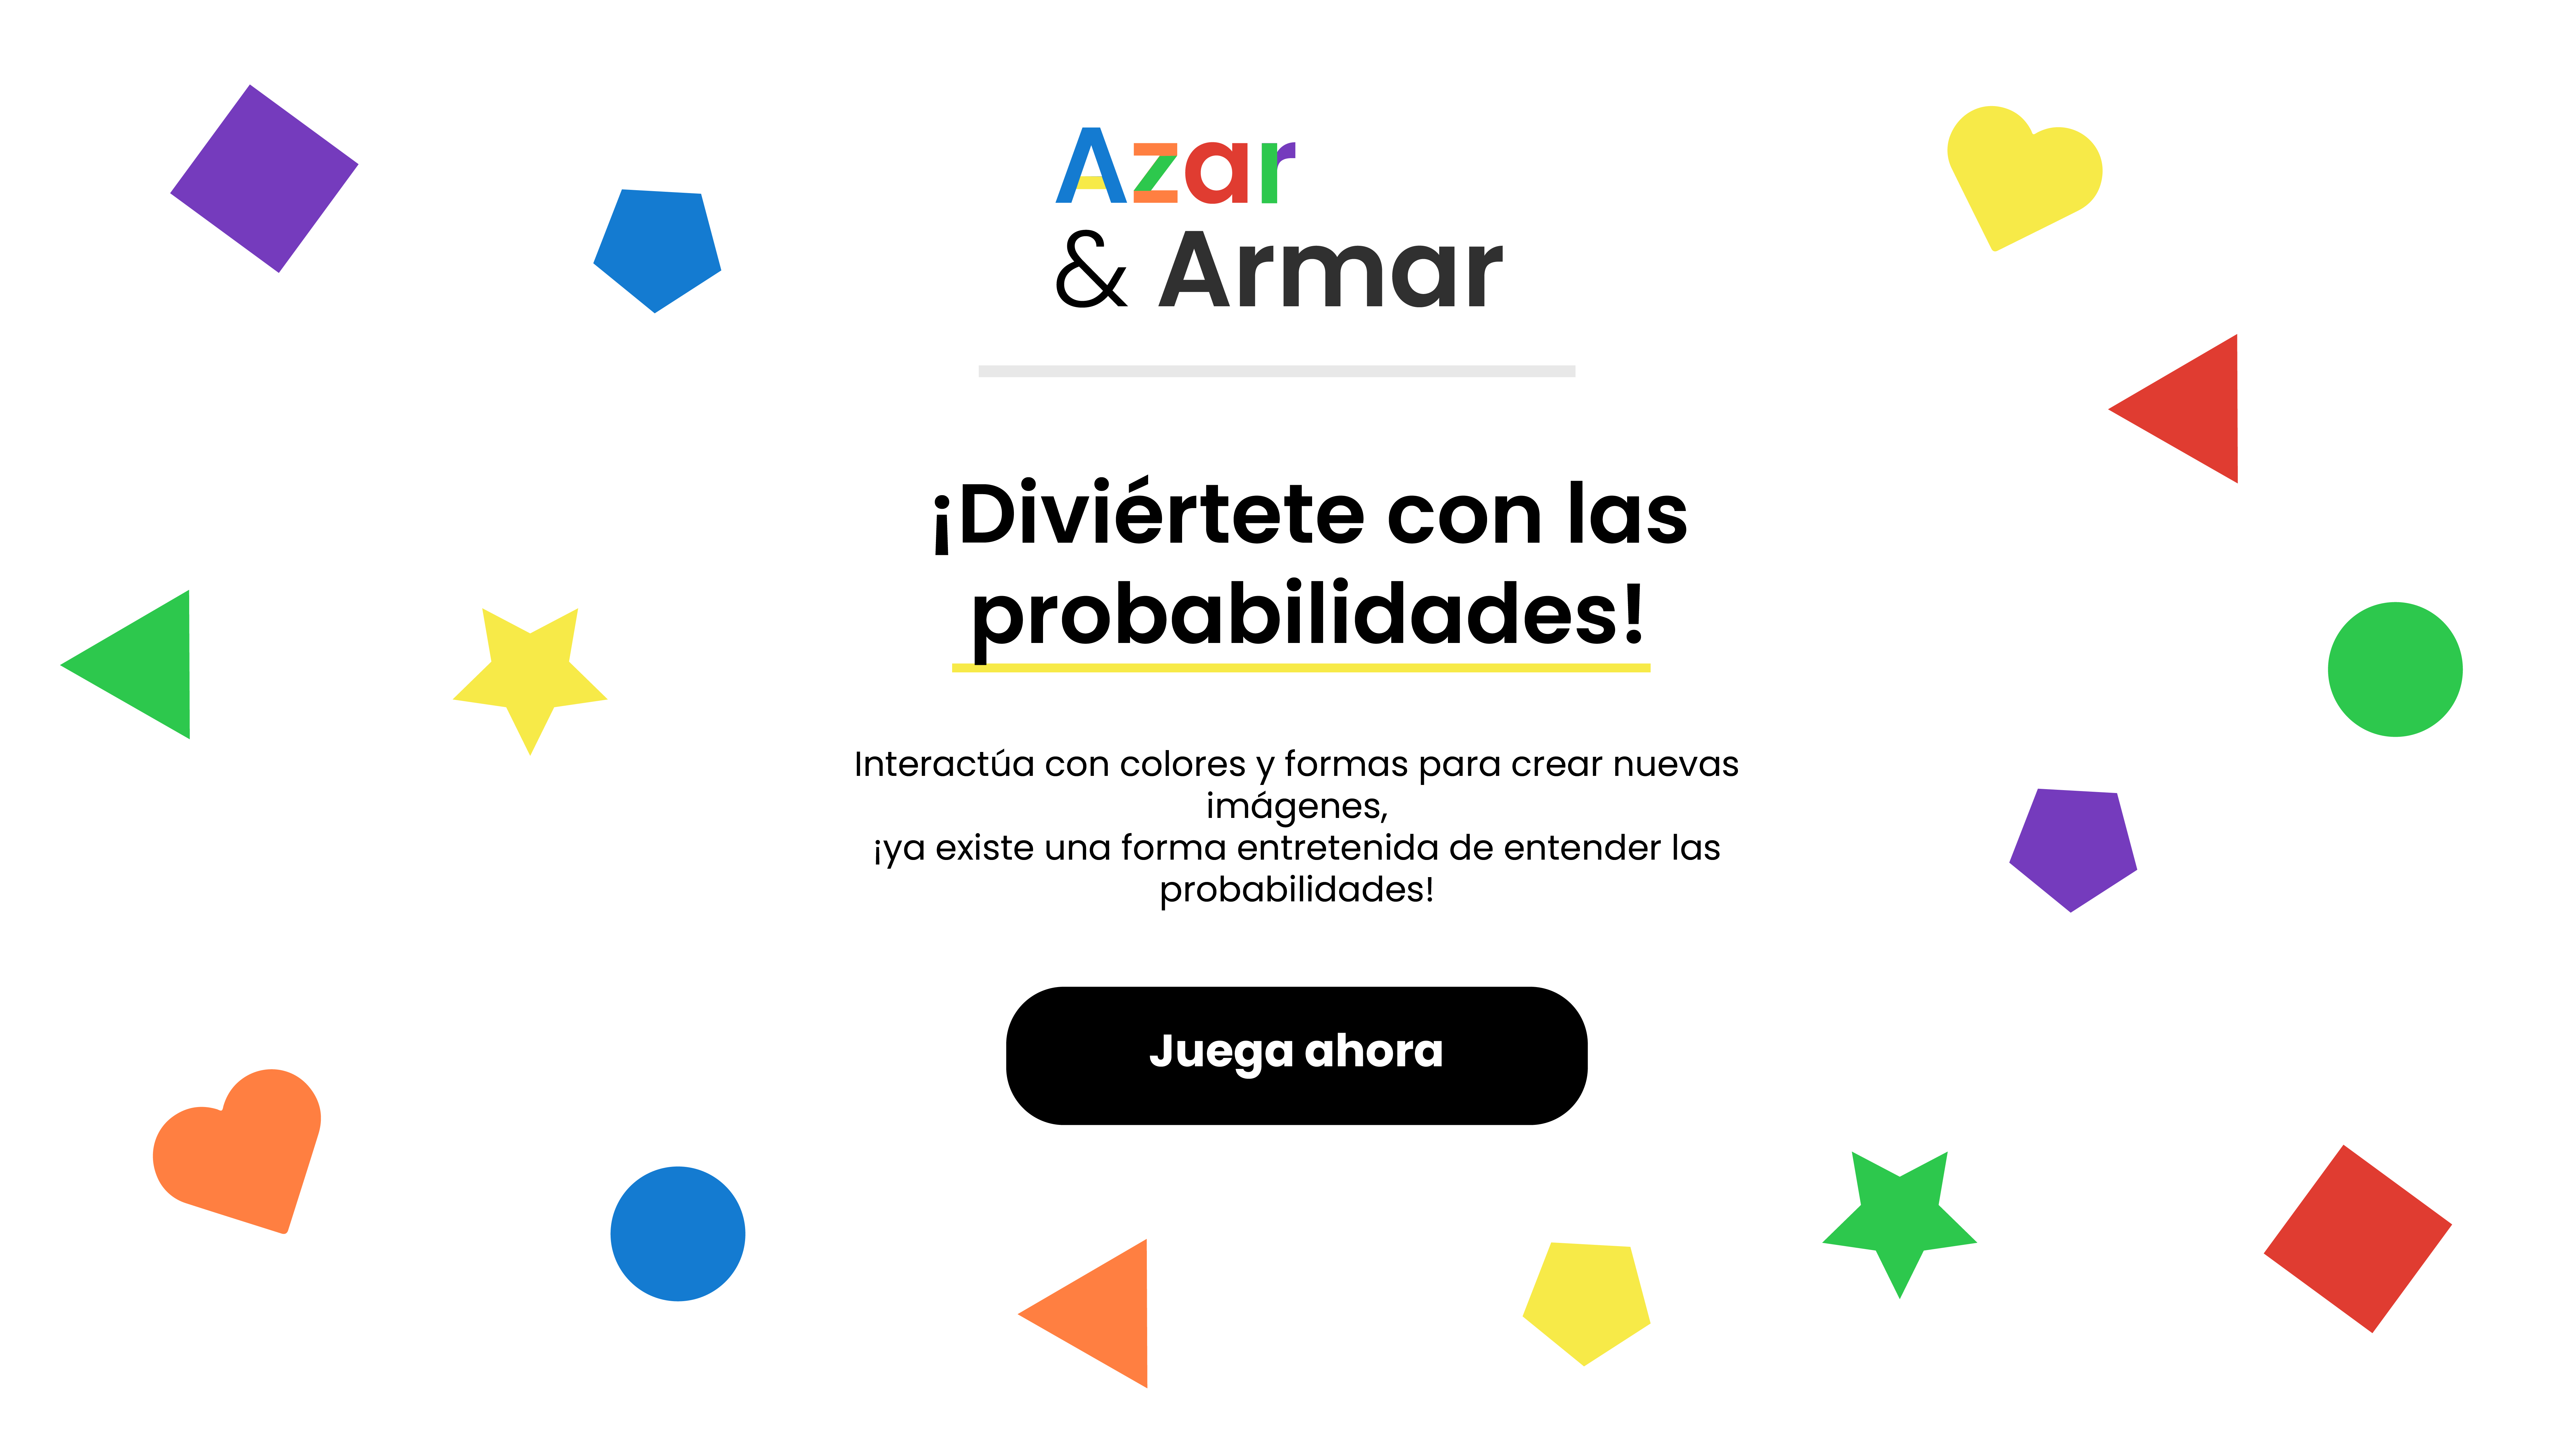 Azar
& Armar
¡Diviértete con las
probabilidades!
Interactúa con colores y formas para crear nuevas
imágenes,
¡ya existe una forma entretenida de entender las
probabilidades!
Juega ahora